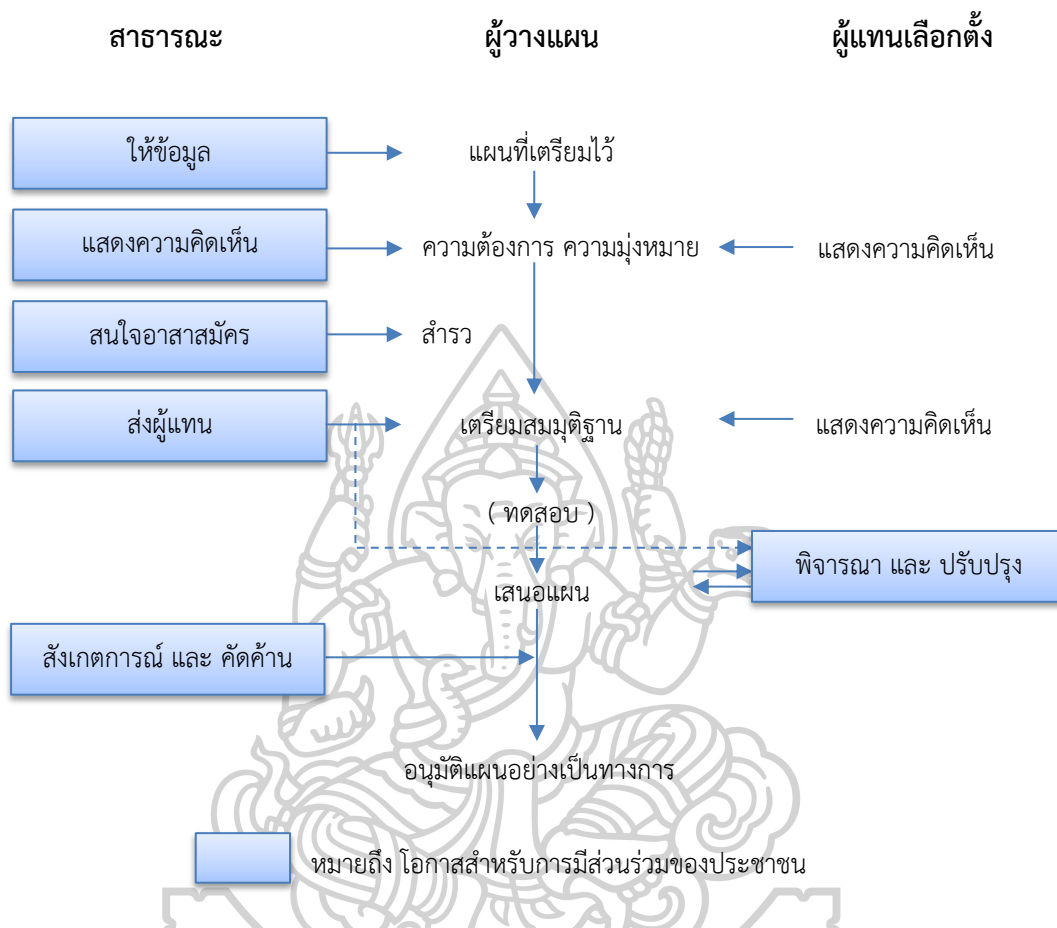 สาธารณะ ผู้วางแผน ผู้แทนเลือกตั้ง
ให้ข้อมูล แผนที่เตรียมไว้
แสดงความคิดเห็น ความต้องการ ความมุ่งหมาย แสดงความคิดเห็น
สนใจอาสาสมัคร สำรว
ส่งผู้แทน เตรียมสมมุติฐาน แสดงความคิดเห็น
( ทดสอบ )
พิจารณา และ ปรับปรุง
เสนอแผน
สังเกตการณ์ และ คัดค้าน
อนุมัติแผนอย่างเป็นทางการ
หมายถึง โอกาสสำหรับการมีส่วนร่วมของประชาชน